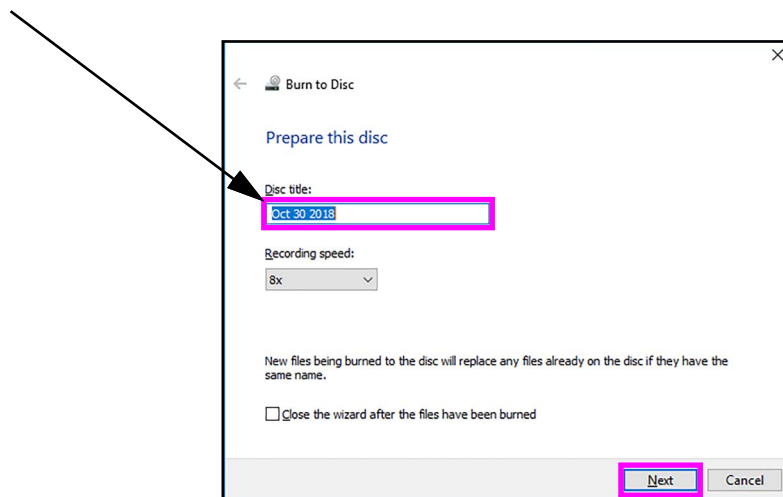 Burn to Disc
Prepare this disc
Disc title:
Oct 30 2018
Recording speed:
8x
New files being burned to the disc will replace any files already on the disc if they have the
same name.
Close the wizard after the files have been burned
Next Cancel